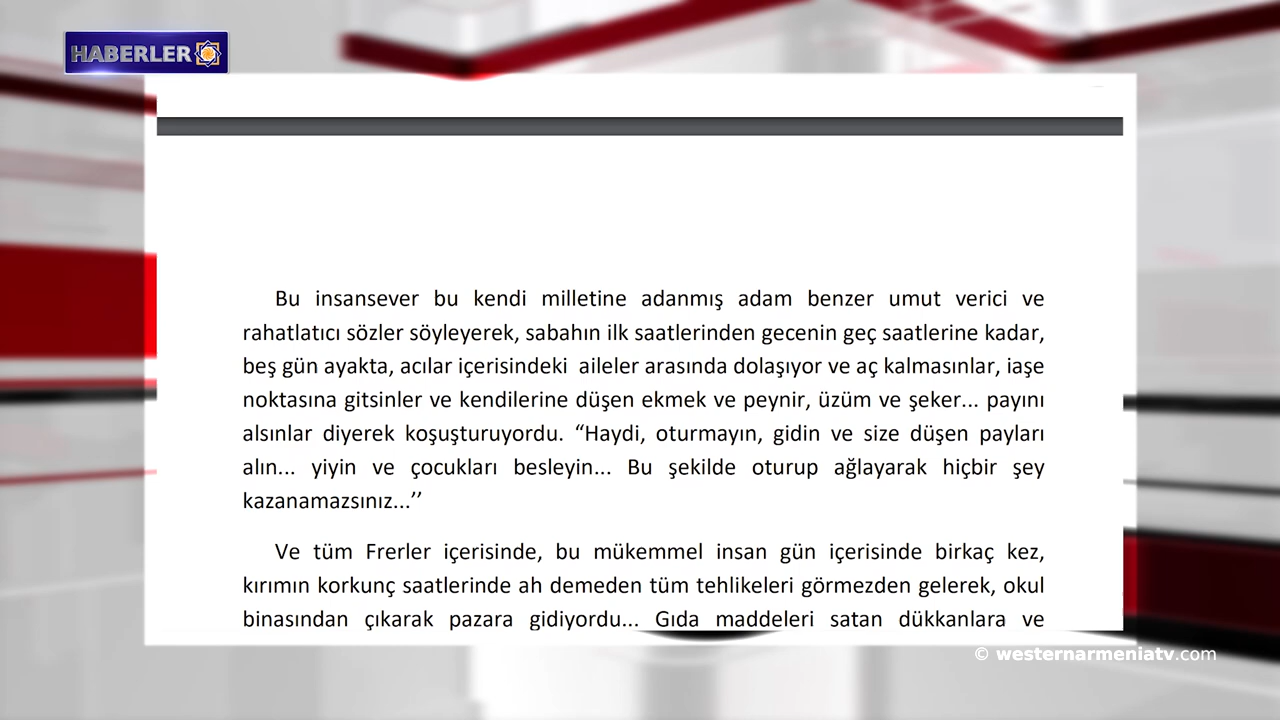 HABERLER
Bu insansever bu kendi milletine adanmış adam benzer umut verici ve
rahatlatıcı sözler söyleyerek, sabahın ilk saatlerinden gecenin geç saatlerine kadar,
beş gün ayakta, acılar içerisindeki aileler arasında dolaşıyor ve aç kalmasınlar, iaşe
noktasına gitsinler ve kendilerine düşen ekmek ve peynir, üzüm ve şeker... payını
alsınlar diyerek koşuşturuyordu. “Haydi, oturmayın, gidin ve size düşen payları
alın... yiyin ve çocukları besleyin... Bu şekilde oturup ağlayarak hiçbir şey
kazanamazsınız...’’
Ve tüm Frerler içerisinde, bu mükemmel insan gün içerisinde birkaç kez,
kırımın korkunç saatlerinde ah demeden tüm tehlikeleri görmezden gelerek, okul
binasından çıkarak pazara gidiyordu... Gıda maddeleri satan dükkanlara ve
© westernarmeniatv.com